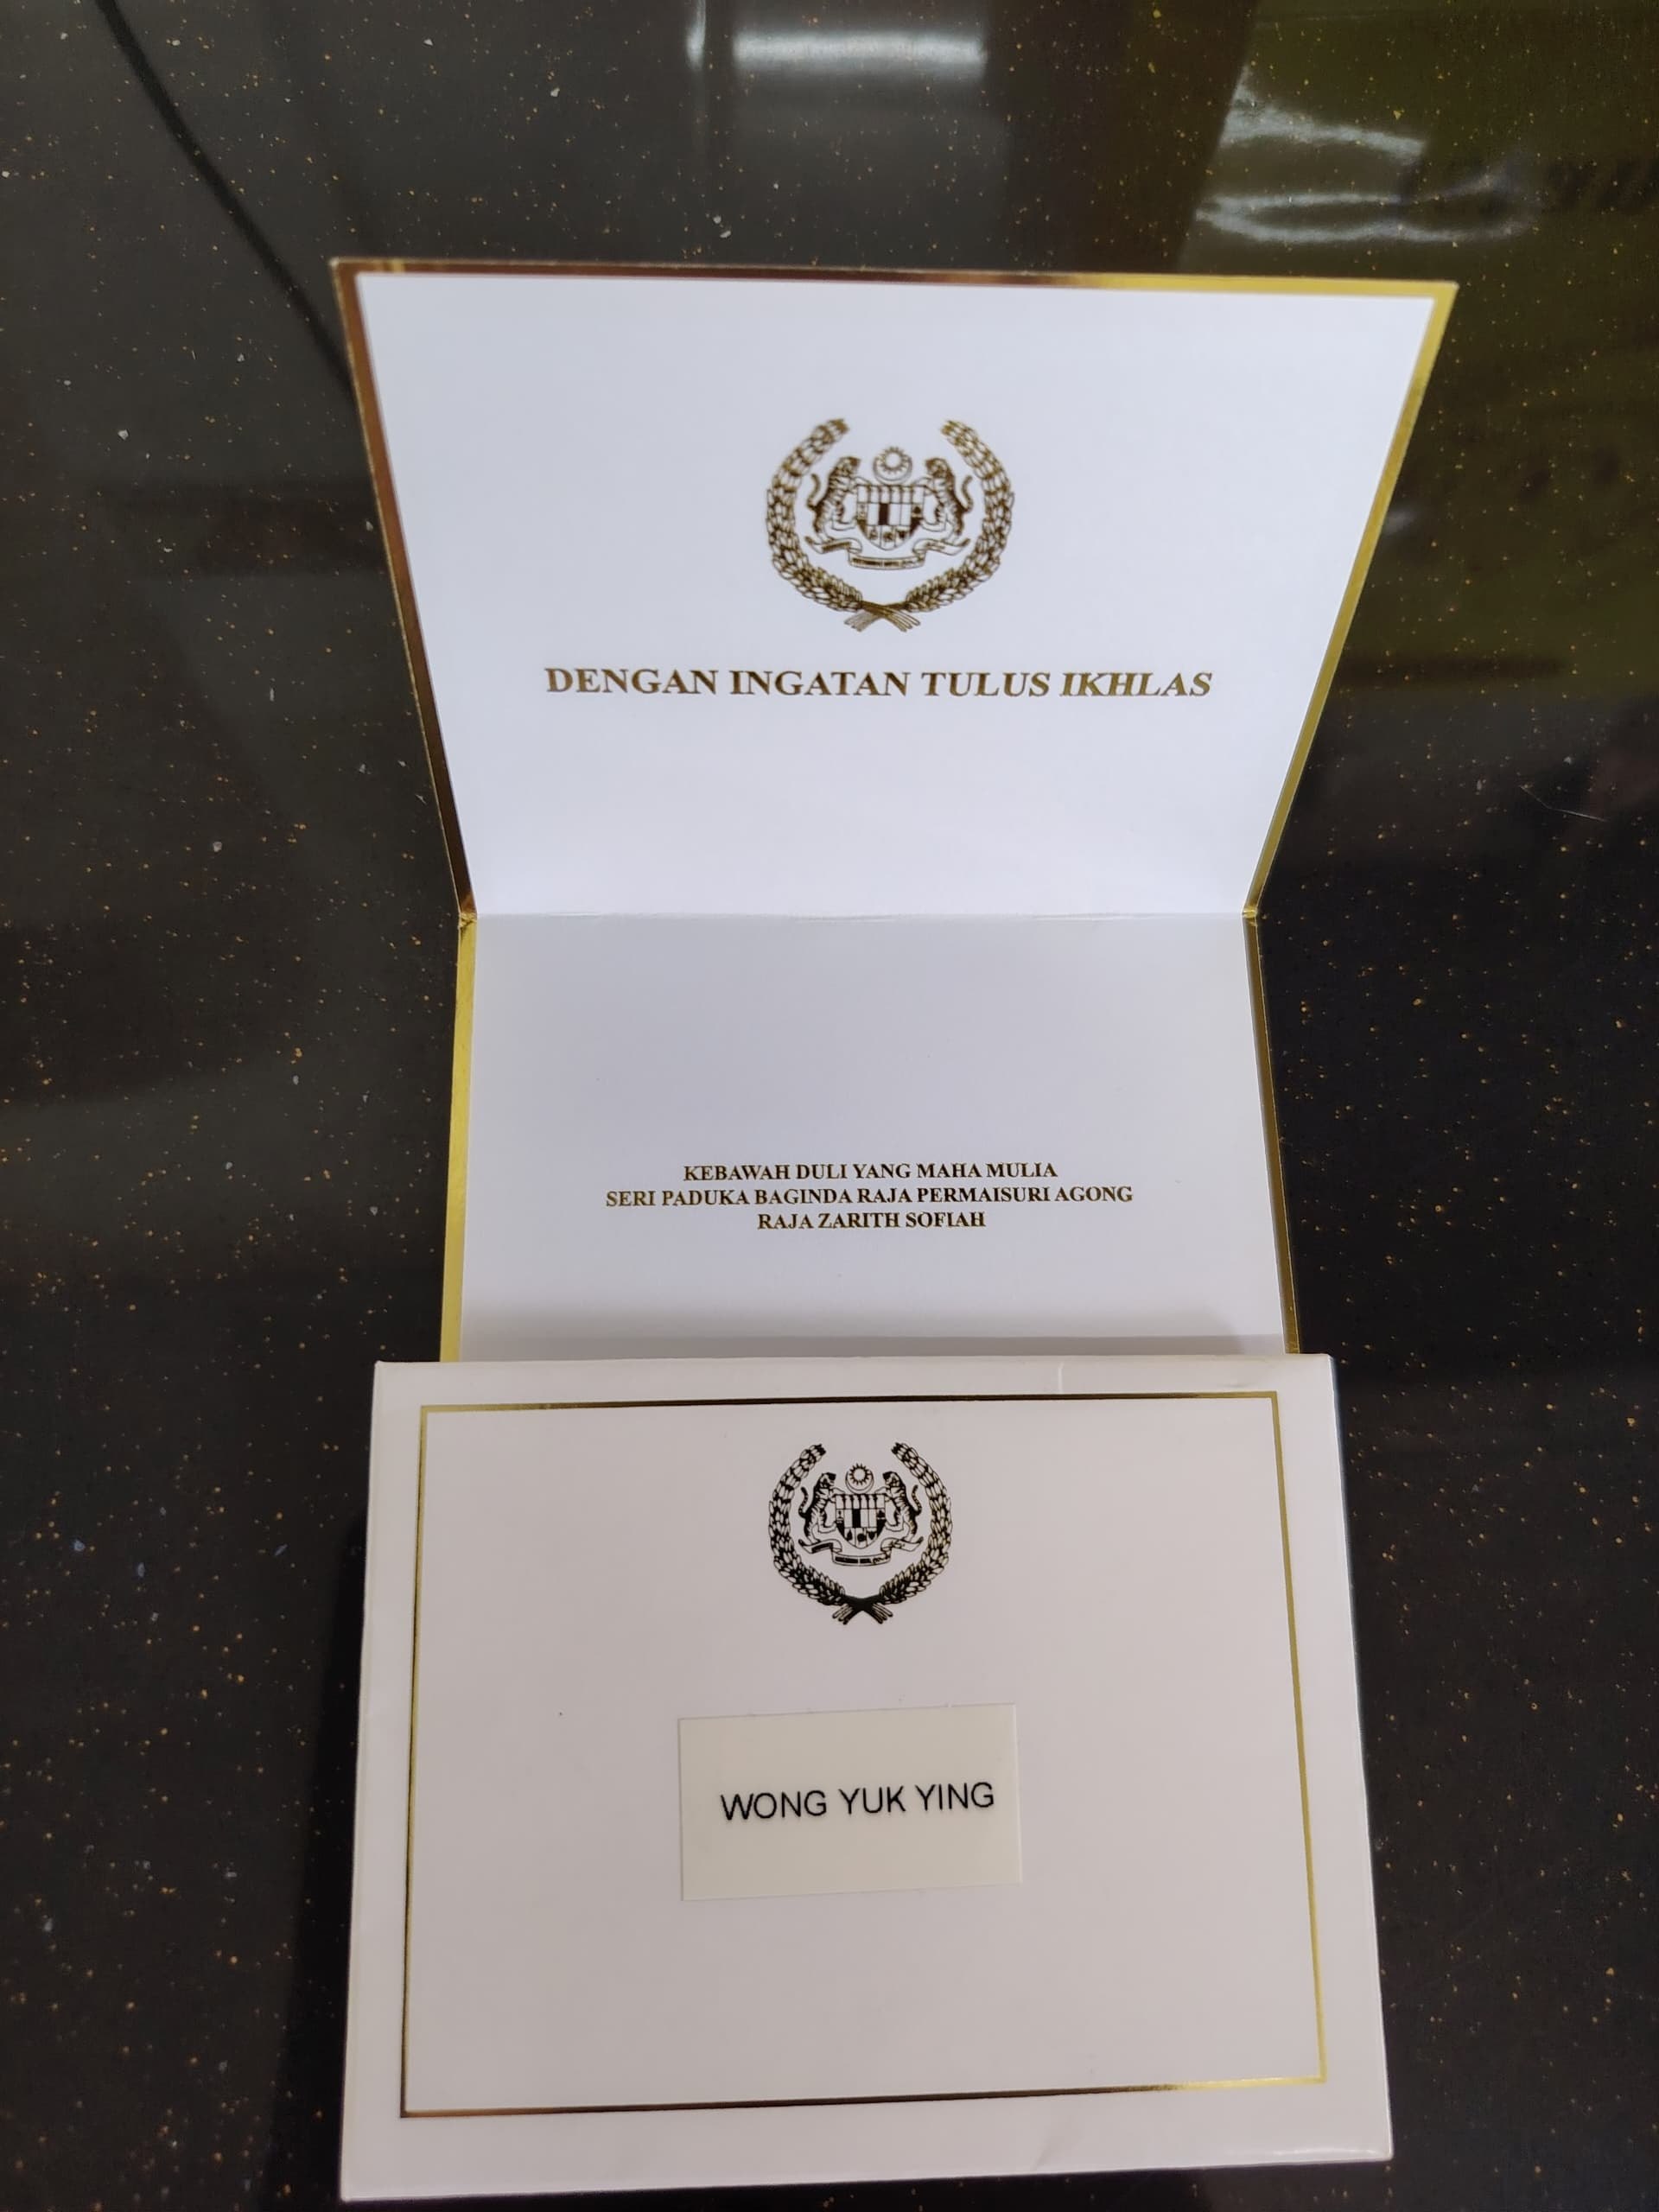 DENGAN INGATAN TULUS IKHLAS
KEBAWAH DULI YANG MAHA MULIA
SERI PADUKA BAGINDA RAJA PERMAISURI AGONG
RAJA ZARITH SOFIAH
WONG YUK YING